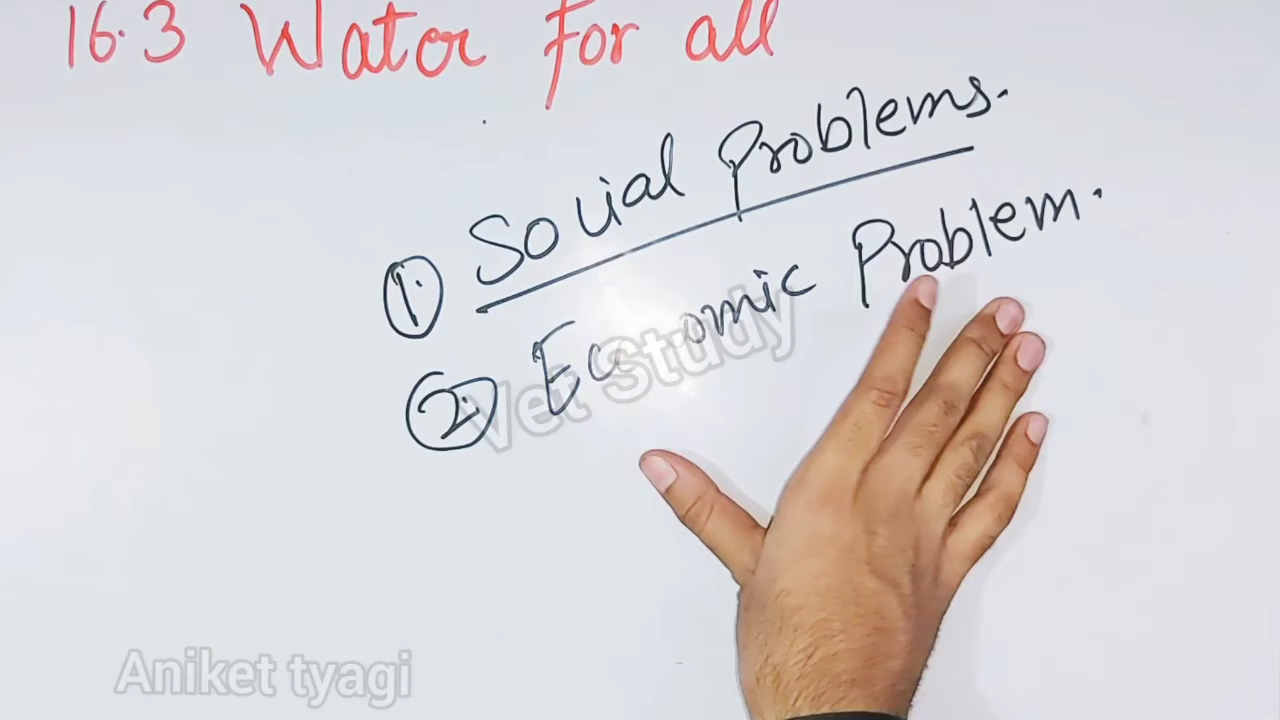 16.3 Water for all
1. Social Problems.
2. Economic Problem.
Vet Study
Aniket tyagi